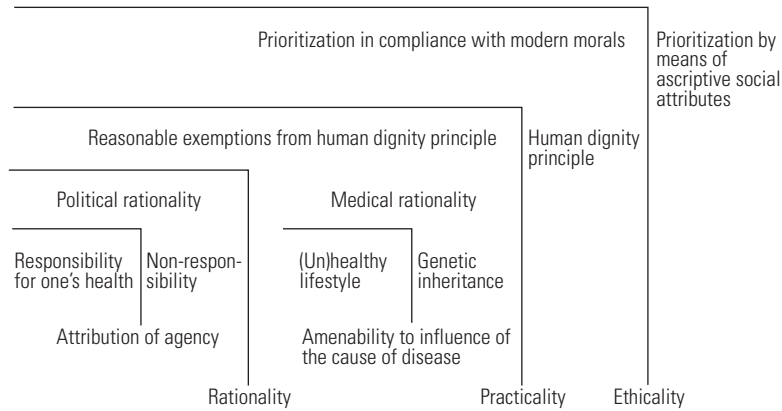 Prioritization in compliance with modern morals
Prioritization by
means of
ascriptive social
attributes
Reasonable exemptions from human dignity principle
Human dignity
principle
Political rationality
Medical rationality
Responsibility
for one's health
Non-respon-
sibility
(Un)healthy
lifestyle
Genetic
inheritance
Attribution of agency
Amenability to influence of
the cause of disease
Rationality
Practicality
Ethicality